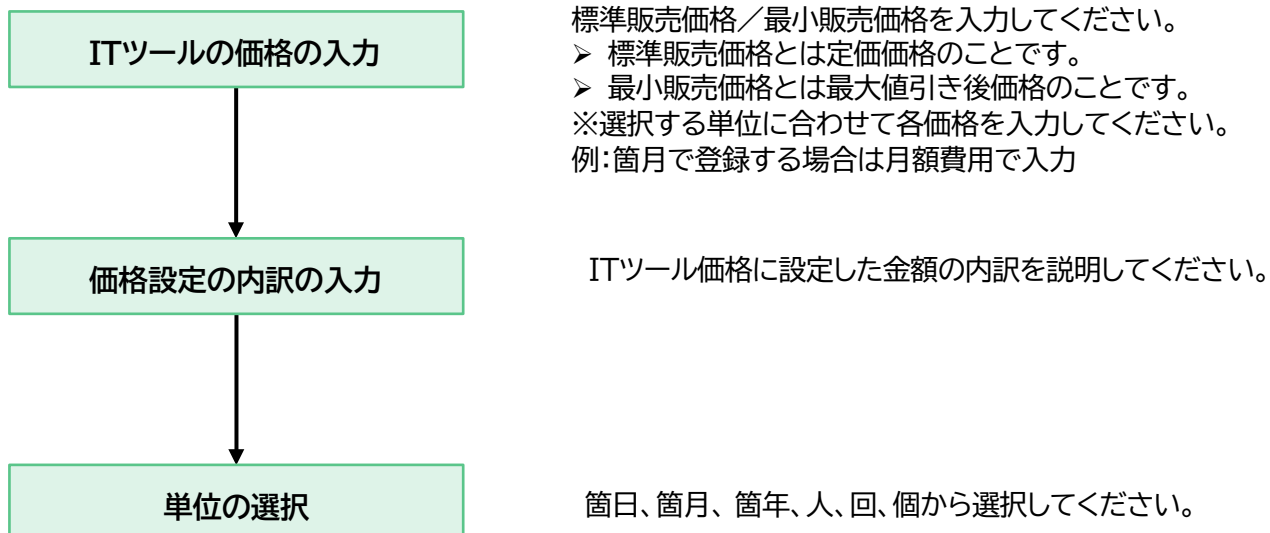 ITツールの価格の入力
標準販売価格／最小販売価格を入力してください。
➢ 標準販売価格とは定価価格のことです。
➢ 最小販売価格とは最大値引き後価格のことです。
※選択する単位に合わせて各価格を入力してください。
例：箇月で登録する場合は月額費用で入力
価格設定の内訳の入力
ITツール価格に設定した金額の内訳を説明してください。
単位の選択
箇日、箇月、箇年、人、回、個から選択してください。